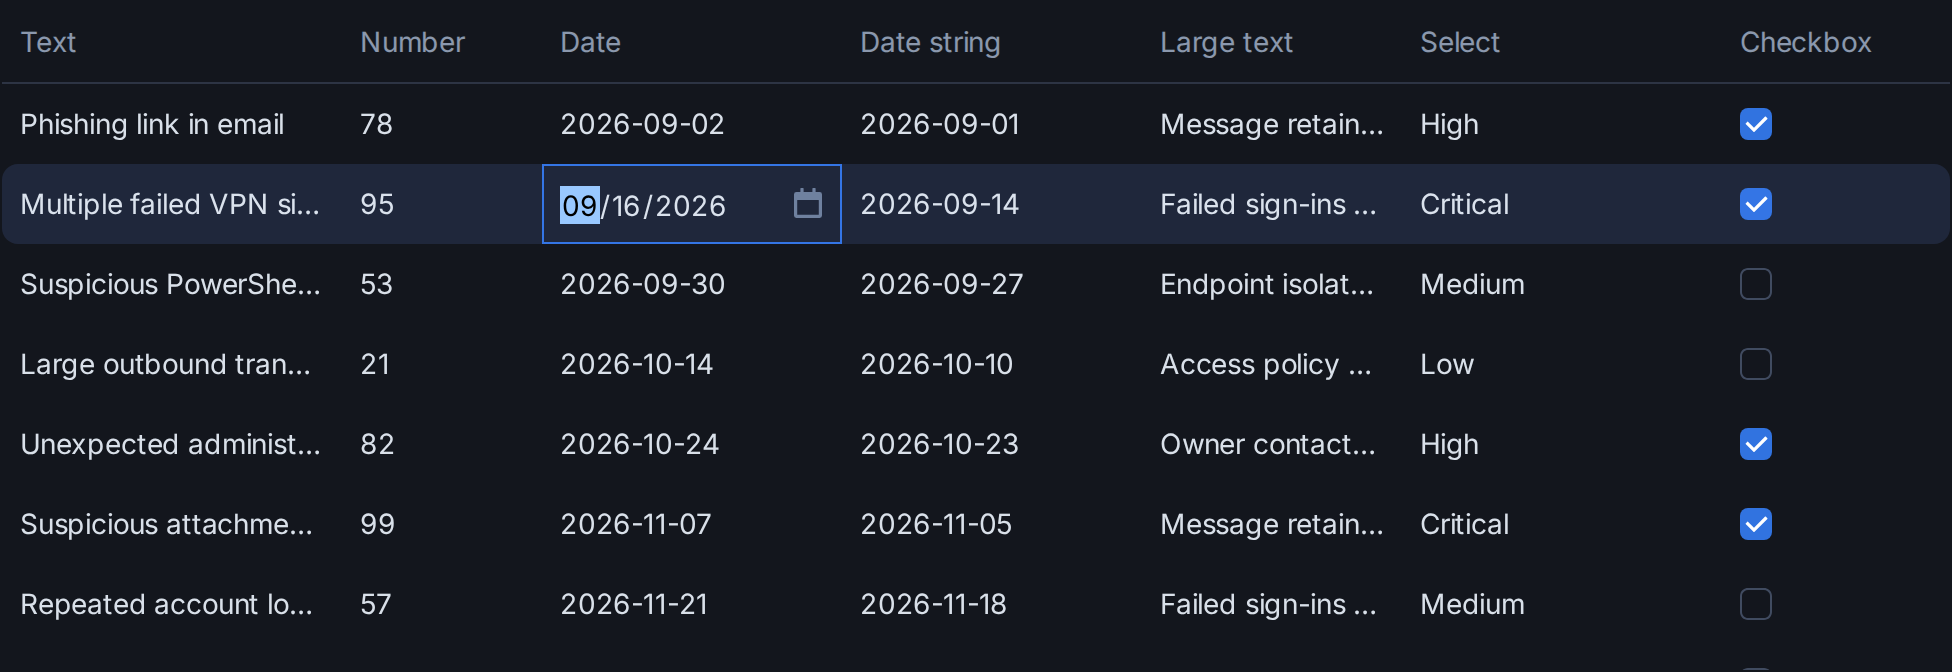 Text Number Date Date string Large text Select Checkbox
Phishing link in email 78 2026-09-02 2026-09-01 Message retain... High
Multiple failed VPN si... 95 09/16/2026 2026-09-14 Failed sign-ins ... Critical
Suspicious PowerShe... 53 2026-09-30 2026-09-27 Endpoint isolat... Medium
Large outbound tran... 21 2026-10-14 2026-10-10 Access policy ... Low
Unexpected administ... 82 2026-10-24 2026-10-23 Owner contact... High
Suspicious attachme... 99 2026-11-07 2026-11-05 Message retain... Critical
Repeated account lo... 57 2026-11-21 2026-11-18 Failed sign-ins ... Medium